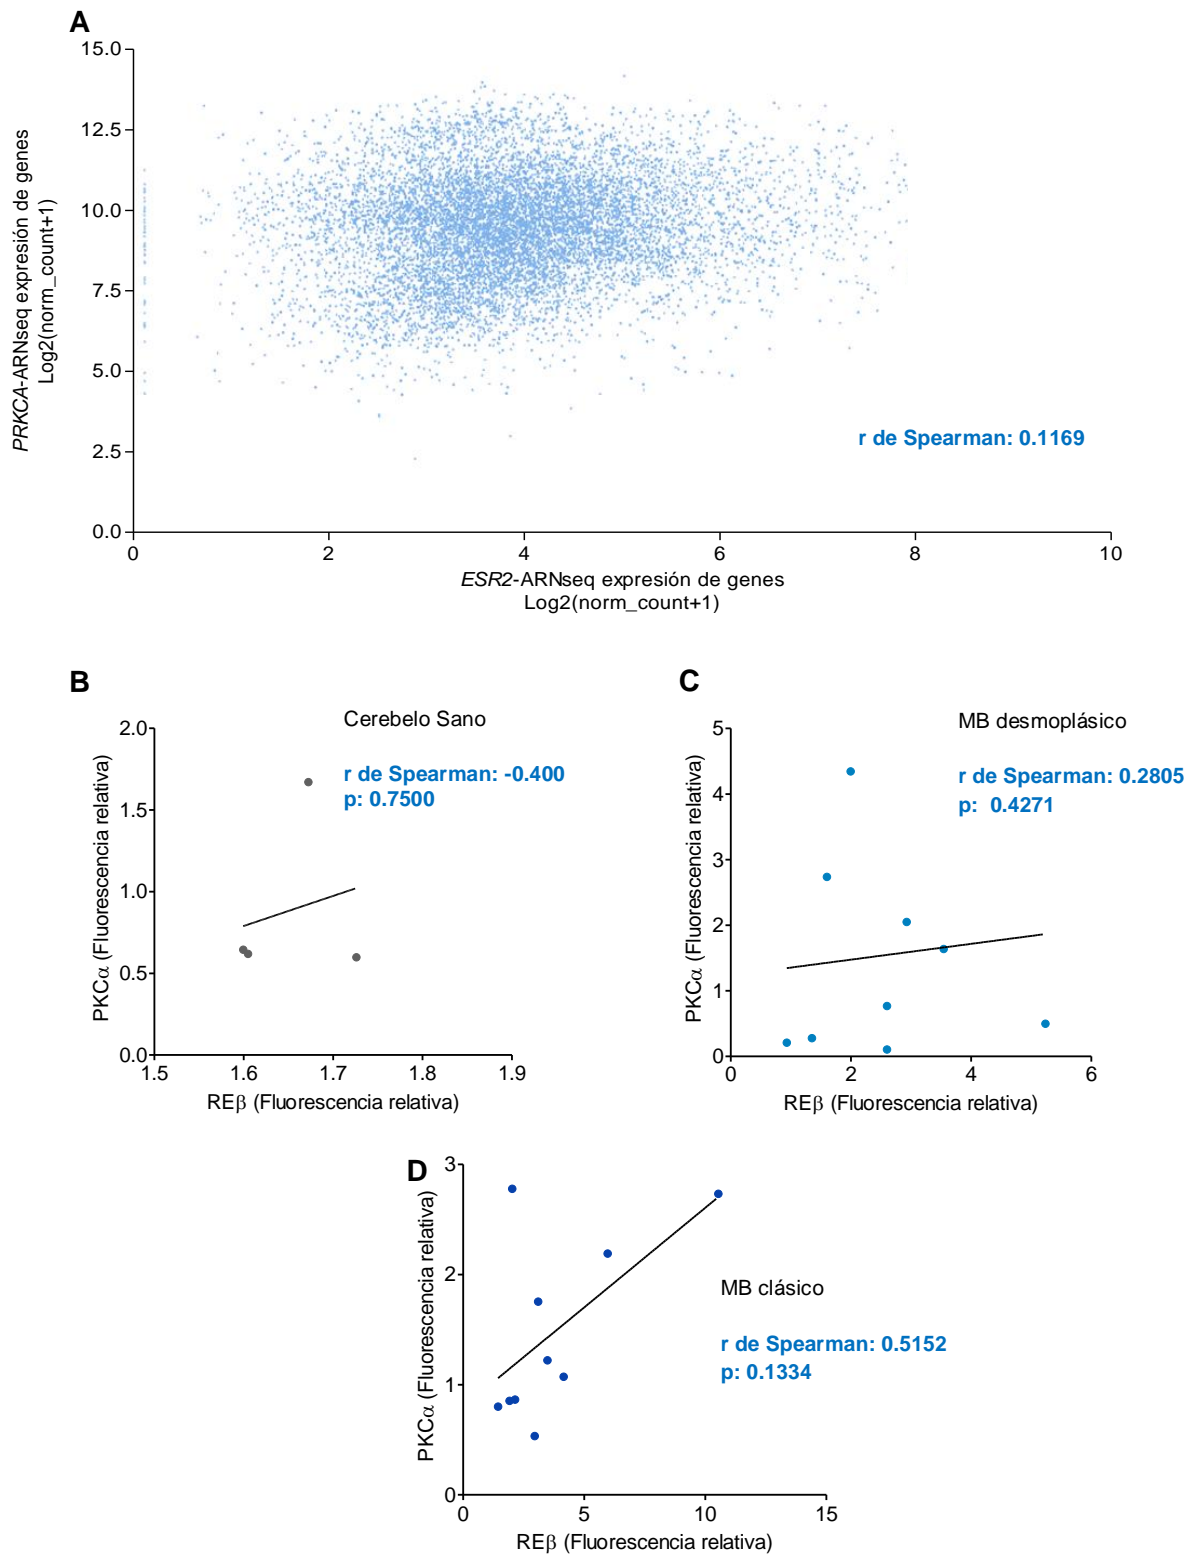 A
15.0
12.5
10.0
7.5
5.0
2.5
0.0
PRKCA-ARNseq expresión de genes
Log2(norm_count+1)
r de Spearman: 0.1169
0 2 4 6 8 10
ESR2-ARNseq expresión de genes
Log2(norm_count+1)
B
Cerebelo Sano
r de Spearman: -0.400
p: 0.7500
2.0
1.5
1.0
0.5
0.0
PKCα (Fluorescencia relativa)
1.5 1.6 1.7 1.8 1.9
REβ (Fluorescencia relativa)
C
MB desmoplásico
r de Spearman: 0.2805
p: 0.4271
5
4
3
2
1
0
PKCα (Fluorescencia relativa)
0 2 4 6
REβ (Fluorescencia relativa)
D
3
2
1
0
PKCα (Fluorescencia relativa)
MB clásico
r de Spearman: 0.5152
p: 0.1334
0 5 10 15
REβ (Fluorescencia relativa)